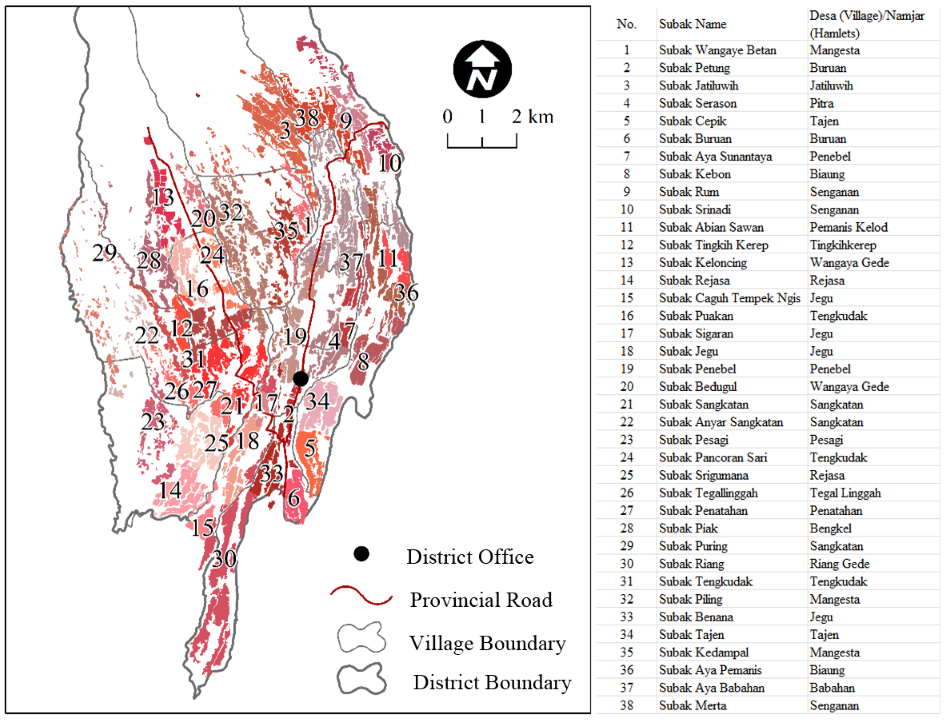 38
3
9
10
13
20
32
1
35
29
28
24
37
11
16
36
22
12
19
4
7
31
8
26
27
21
17
2
34
23
25
18
5
14
33
6
15
30
N
0 1 2 km
District Office
Provincial Road
Village Boundary
District Boundary
No. Subak Name Desa (Village)/Namjar
(Hamlets)
1 Subak Wangaye Betan Mangesta
2 Subak Petung Buruan
3 Subak Jatiluwih Jatiluwih
4 Subak Serason Pitra
5 Subak Cepik Tajen
6 Subak Buruan Buruan
7 Subak Aya Sunantaya Penebel
8 Subak Kebon Biaung
9 Subak Rum Senganan
10 Subak Srinadi Senganan
11 Subak Abian Sawan Pemanis Kelod
12 Subak Tingkih Kerep Tingkihkerep
13 Subak Keloncing Wangaya Gede
14 Subak Rejasa Rejasa
15 Subak Caguh Tempek Ngis Jegu
16 Subak Puakan Tengkudak
17 Subak Sigaran Jegu
18 Subak Jegu Jegu
19 Subak Penebel Penebel
20 Subak Bedugul Wangaya Gede
21 Subak Sangkatan Sangkatan
22 Subak Anyar Sangkatan Sangkatan
23 Subak Pesagi Pesagi
24 Subak Pancoran Sari Tengkudak
25 Subak Srigumana Rejasa
26 Subak Tegallinggah Tegal Linggah
27 Subak Penatahan Penatahan
28 Subak Piak Bengkel
29 Subak Puring Sangkatan
30 Subak Riang Riang Gede
31 Subak Tengkudak Tengkudak
32 Subak Piling Mangesta
33 Subak Benana Jegu
34 Subak Tajen Tajen
35 Subak Kedampal Mangesta
36 Subak Aya Pemanis Biaung
37 Subak Aya Babahan Babahan
38 Subak Merta Senganan